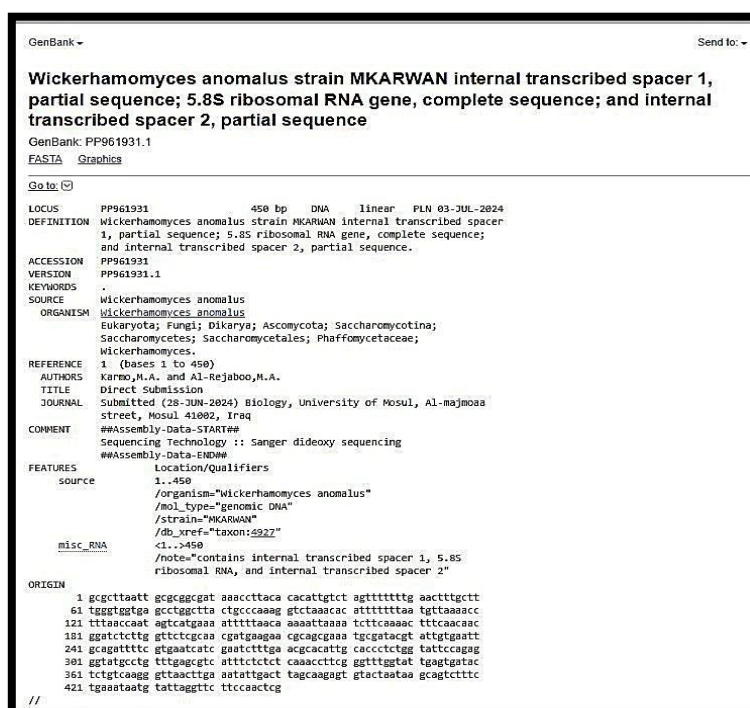 GenBank
Send to:
Wickerhamomyces anomalus strain MKARWAN internal transcribed spacer 1,
partial sequence; 5.8S ribosomal RNA gene, complete sequence; and internal
transcribed spacer 2, partial sequence
GenBank: PP961931.1
FASTA Graphics
Go to:
LOCUS PP961931 450 bp DNA linear PLN 03-JUL-2024
DEFINITION Wickerhamomyces anomalus strain MKARWAN internal transcribed spacer
1, partial sequence; 5.8S ribosomal RNA gene, complete sequence;
and internal transcribed spacer 2, partial sequence.
ACCESSION PP961931
VERSION PP961931.1
KEYWORDS .
SOURCE Wickerhamomyces anomalus
ORGANISM Wickerhamomyces anomalus
Eukaryota; Fungi; Dikarya; Ascomycota; Saccharomycotina;
Saccharomycetes; Saccharomycetales; Phaffomycetaceae;
Wickerhamomyces.
REFERENCE 1 (bases 1 to 450)
AUTHORS Karmo,M.A. and Al-Rejaboo,M.A.
TITLE Direct Submission
JOURNAL Submitted (28-JUN-2024) Biology, University of Mosul, Al-majmoaa
street, Mosul 41002, Iraq
COMMENT ##Assembly-Data-START##
Sequencing Technology :: Sanger dideoxy sequencing
##Assembly-Data-END##
FEATURES Location/Qualifiers
source 1..450
/organism="Wickerhamomyces anomalus"
/mol_type="genomic DNA"
/strain="MKARWAN"
/db_xref="taxon:4927"
misc_RNA <1..>450
/note="contains internal transcribed spacer 1, 5.8S
ribosomal RNA, and internal transcribed spacer 2"
ORIGIN
1 gcgcttaatt gcgcggcgat aaaccttaca cacattgtct agtttttttg aactttgctt
61 tgggtggtga gcctggctta ctgcccaaag gtctaaacac atttttttaa tgttaaaacc
121 tttaaccaat agtcatgaaa atttttaaca aaaattaaaa tcttcaaaac tttcaacaac
181 ggatctcttg gttctcgcaa cgatgaagaa cgcagcgaaa tgcgatacgt attgtgaatt
241 gcagattttc gtgaatcatc gaatctttga acgcacattg caccctctgg tattccagag
301 ggtatgcctg tttgagcgtc atttctctct caaaccttcg ggtttggtat tgagtgatac
361 tctgtcaagg gttaacttga aatattgact tagcaagagt gtactaataa gcagtctttc
421 tgaaataatg tattaggttc ttccaactcg
//